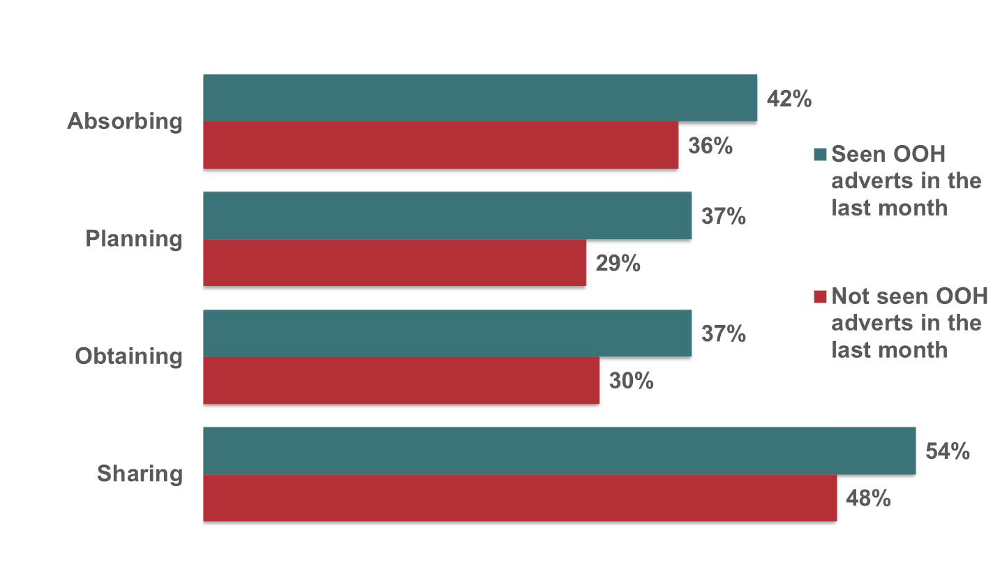 Absorbing
42%
36%
Planning
37%
29%
Obtaining
37%
30%
Sharing
54%
48%
Seen OOH
adverts in the
last month
Not seen OOH
adverts in the
last month